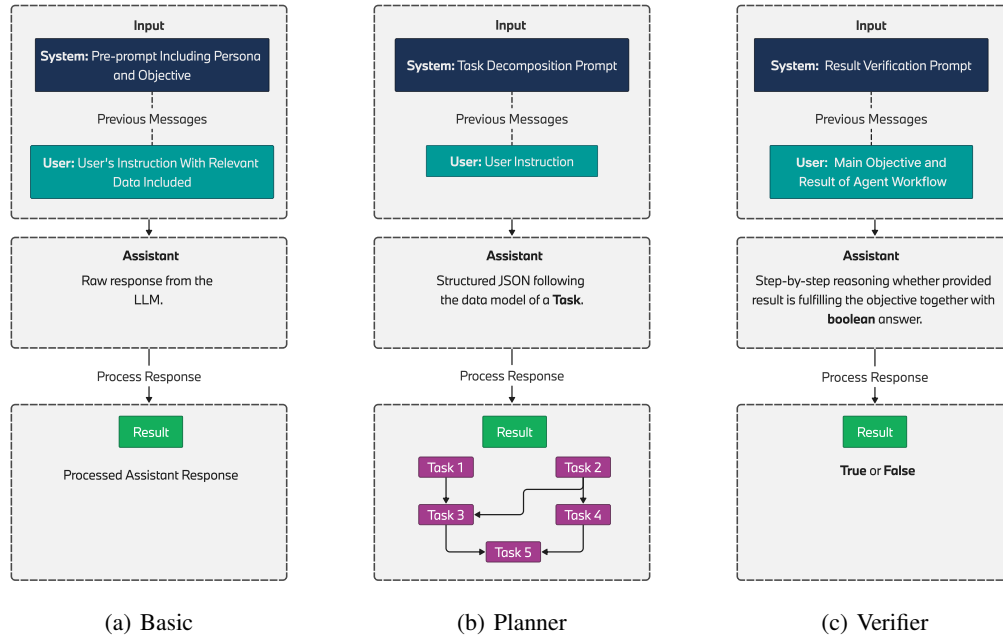 Input
System: Pre-prompt Including Persona
and Objective
Previous Messages
User: User's Instruction With Relevant
Data Included
Assistant
Raw response from the
LLM.
Process Response
Result
Processed Assistant Response
(a) Basic
Input
System: Task Decomposition Prompt
Previous Messages
User: User Instruction
Assistant
Structured JSON following
the data model of a Task.
Process Response
Result
Task 1
Task 2
Task 3
Task 4
Task 5
(b) Planner
Input
System: Result Verification Prompt
Previous Messages
User: Main Objective and
Result of Agent Workflow
Assistant
Step-by-step reasoning whether provided
result is fulfilling the objective together with
boolean answer.
Process Response
Result
True or False
(c) Verifier